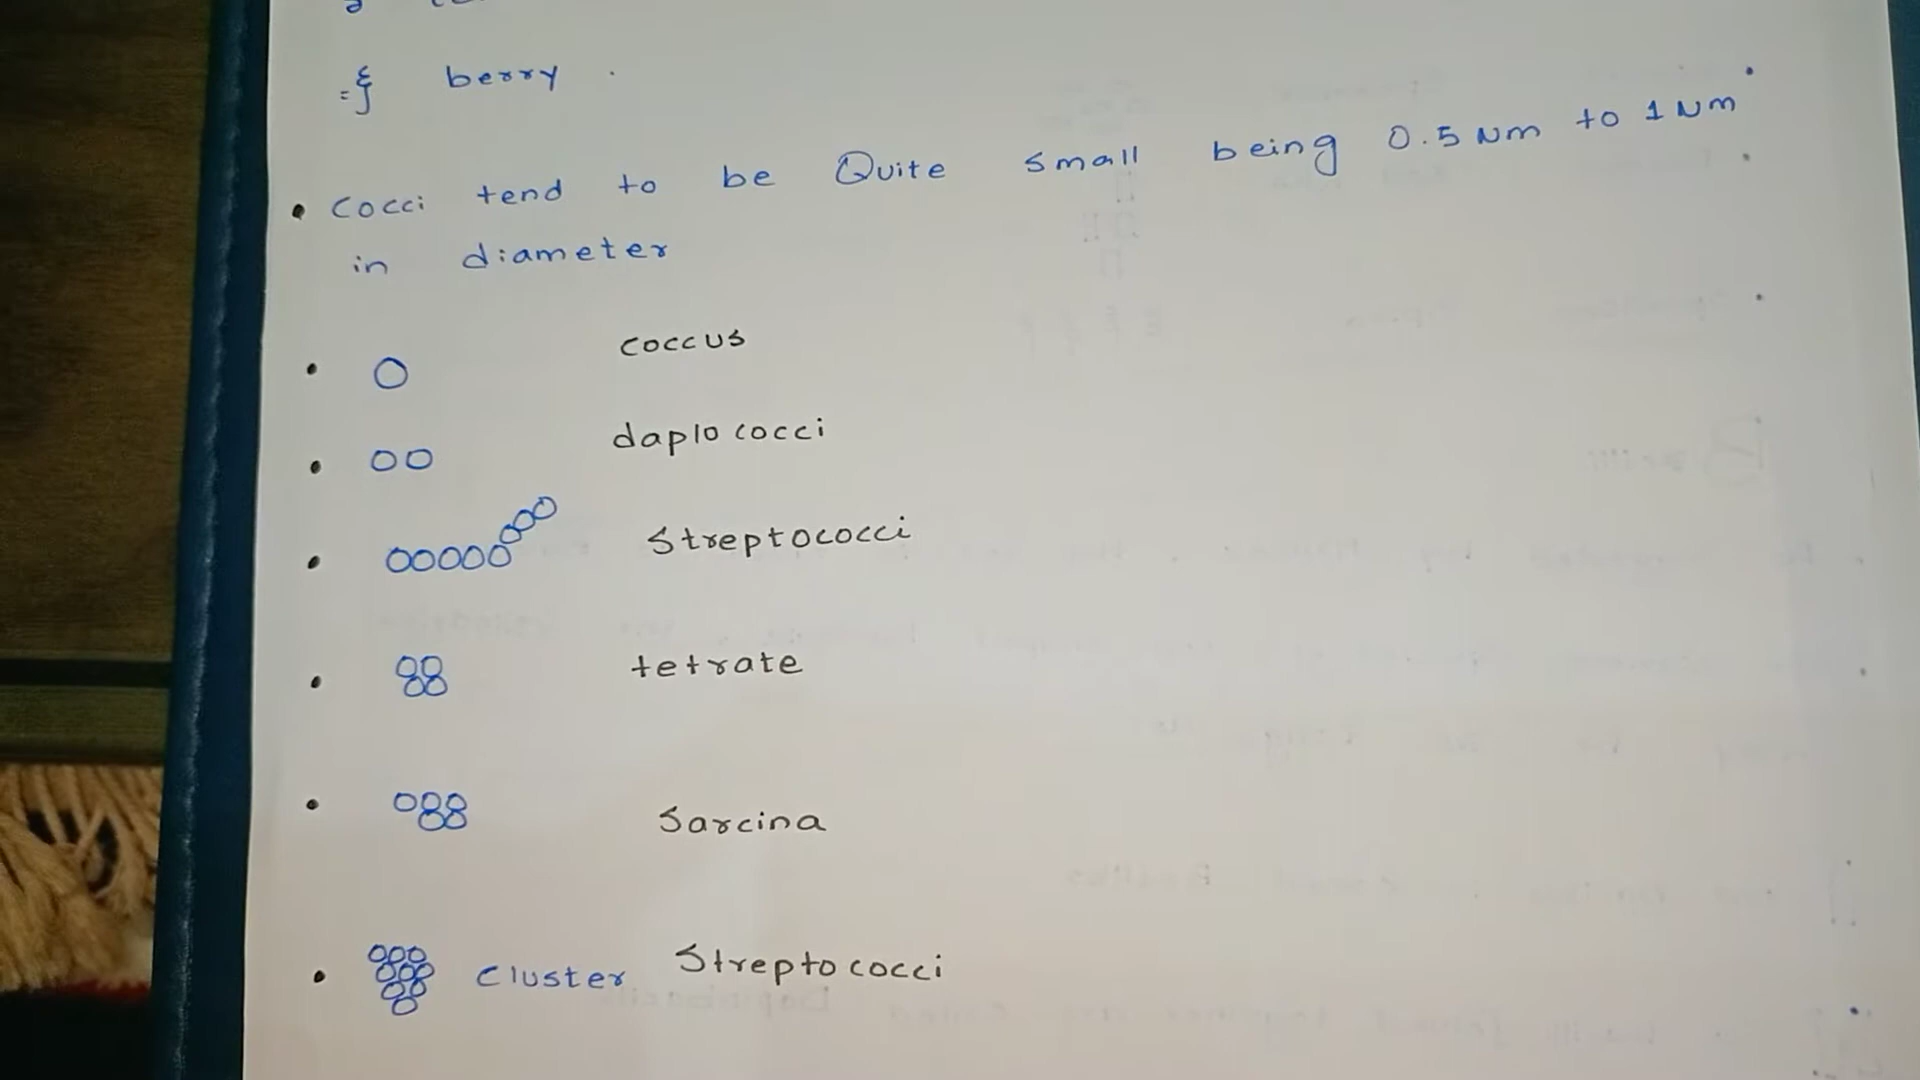 ={ berry .
• Cocci tend to be Quite small being 0.5 Nm to 1 Nm
in diameter
• coccus
• daplo cocci
• Streptococci
• tetrate
• Sarcina
• Cluster Streptococci